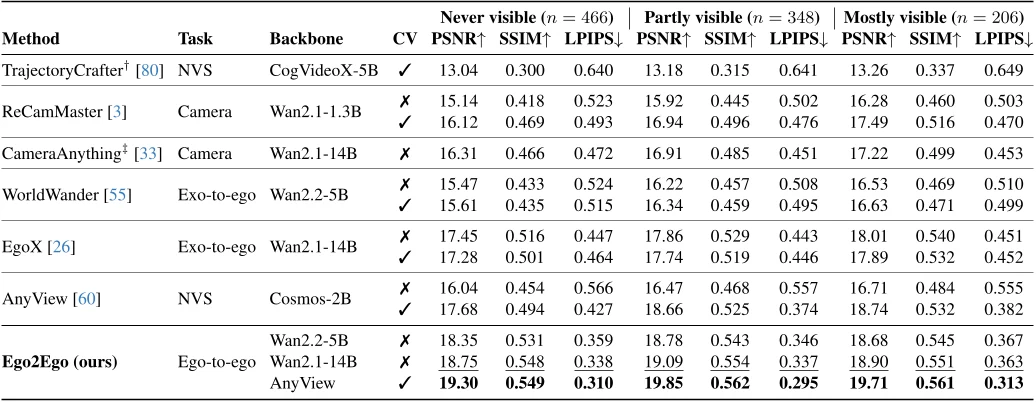 Never visible (n = 466) | Partly visible (n = 348) | Mostly visible (n = 206)
Method Task Backbone CV PSNR↑ SSIM↑ LPIPS↓ PSNR↑ SSIM↑ LPIPS↓ PSNR↑ SSIM↑ LPIPS↓
TrajectoryCrafter† [80] NVS CogVideoX-5B ✓ 13.04 0.300 0.640 13.18 0.315 0.641 13.26 0.337 0.649
✗ 15.14 0.418 0.523 15.92 0.445 0.502 16.28 0.460 0.503
ReCamMaster [3] Camera Wan2.1-1.3B
✓ 16.12 0.469 0.493 16.94 0.496 0.476 17.49 0.516 0.470
CameraAnything‡ [33] Camera Wan2.1-14B ✗ 16.31 0.466 0.472 16.91 0.485 0.451 17.22 0.499 0.453
✗ 15.47 0.433 0.524 16.22 0.457 0.508 16.53 0.469 0.510
WorldWander [55] Exo-to-ego Wan2.2-5B
✓ 15.61 0.435 0.515 16.34 0.459 0.495 16.63 0.471 0.499
✗ 17.45 0.516 0.447 17.86 0.529 0.443 18.01 0.540 0.451
EgoX [26] Exo-to-ego Wan2.1-14B
✓ 17.28 0.501 0.464 17.74 0.519 0.446 17.89 0.532 0.452
✗ 16.04 0.454 0.566 16.47 0.468 0.557 16.71 0.484 0.555
AnyView [60] NVS Cosmos-2B
✓ 17.68 0.494 0.427 18.66 0.525 0.374 18.74 0.532 0.382
Wan2.2-5B ✗ 18.35 0.531 0.359 18.78 0.543 0.346 18.68 0.545 0.367
Ego2Ego (ours) Ego-to-ego Wan2.1-14B ✗ 18.75 0.548 0.338 19.09 0.554 0.337 18.90 0.551 0.363
AnyView ✓ 19.30 0.549 0.310 19.85 0.562 0.295 19.71 0.561 0.313